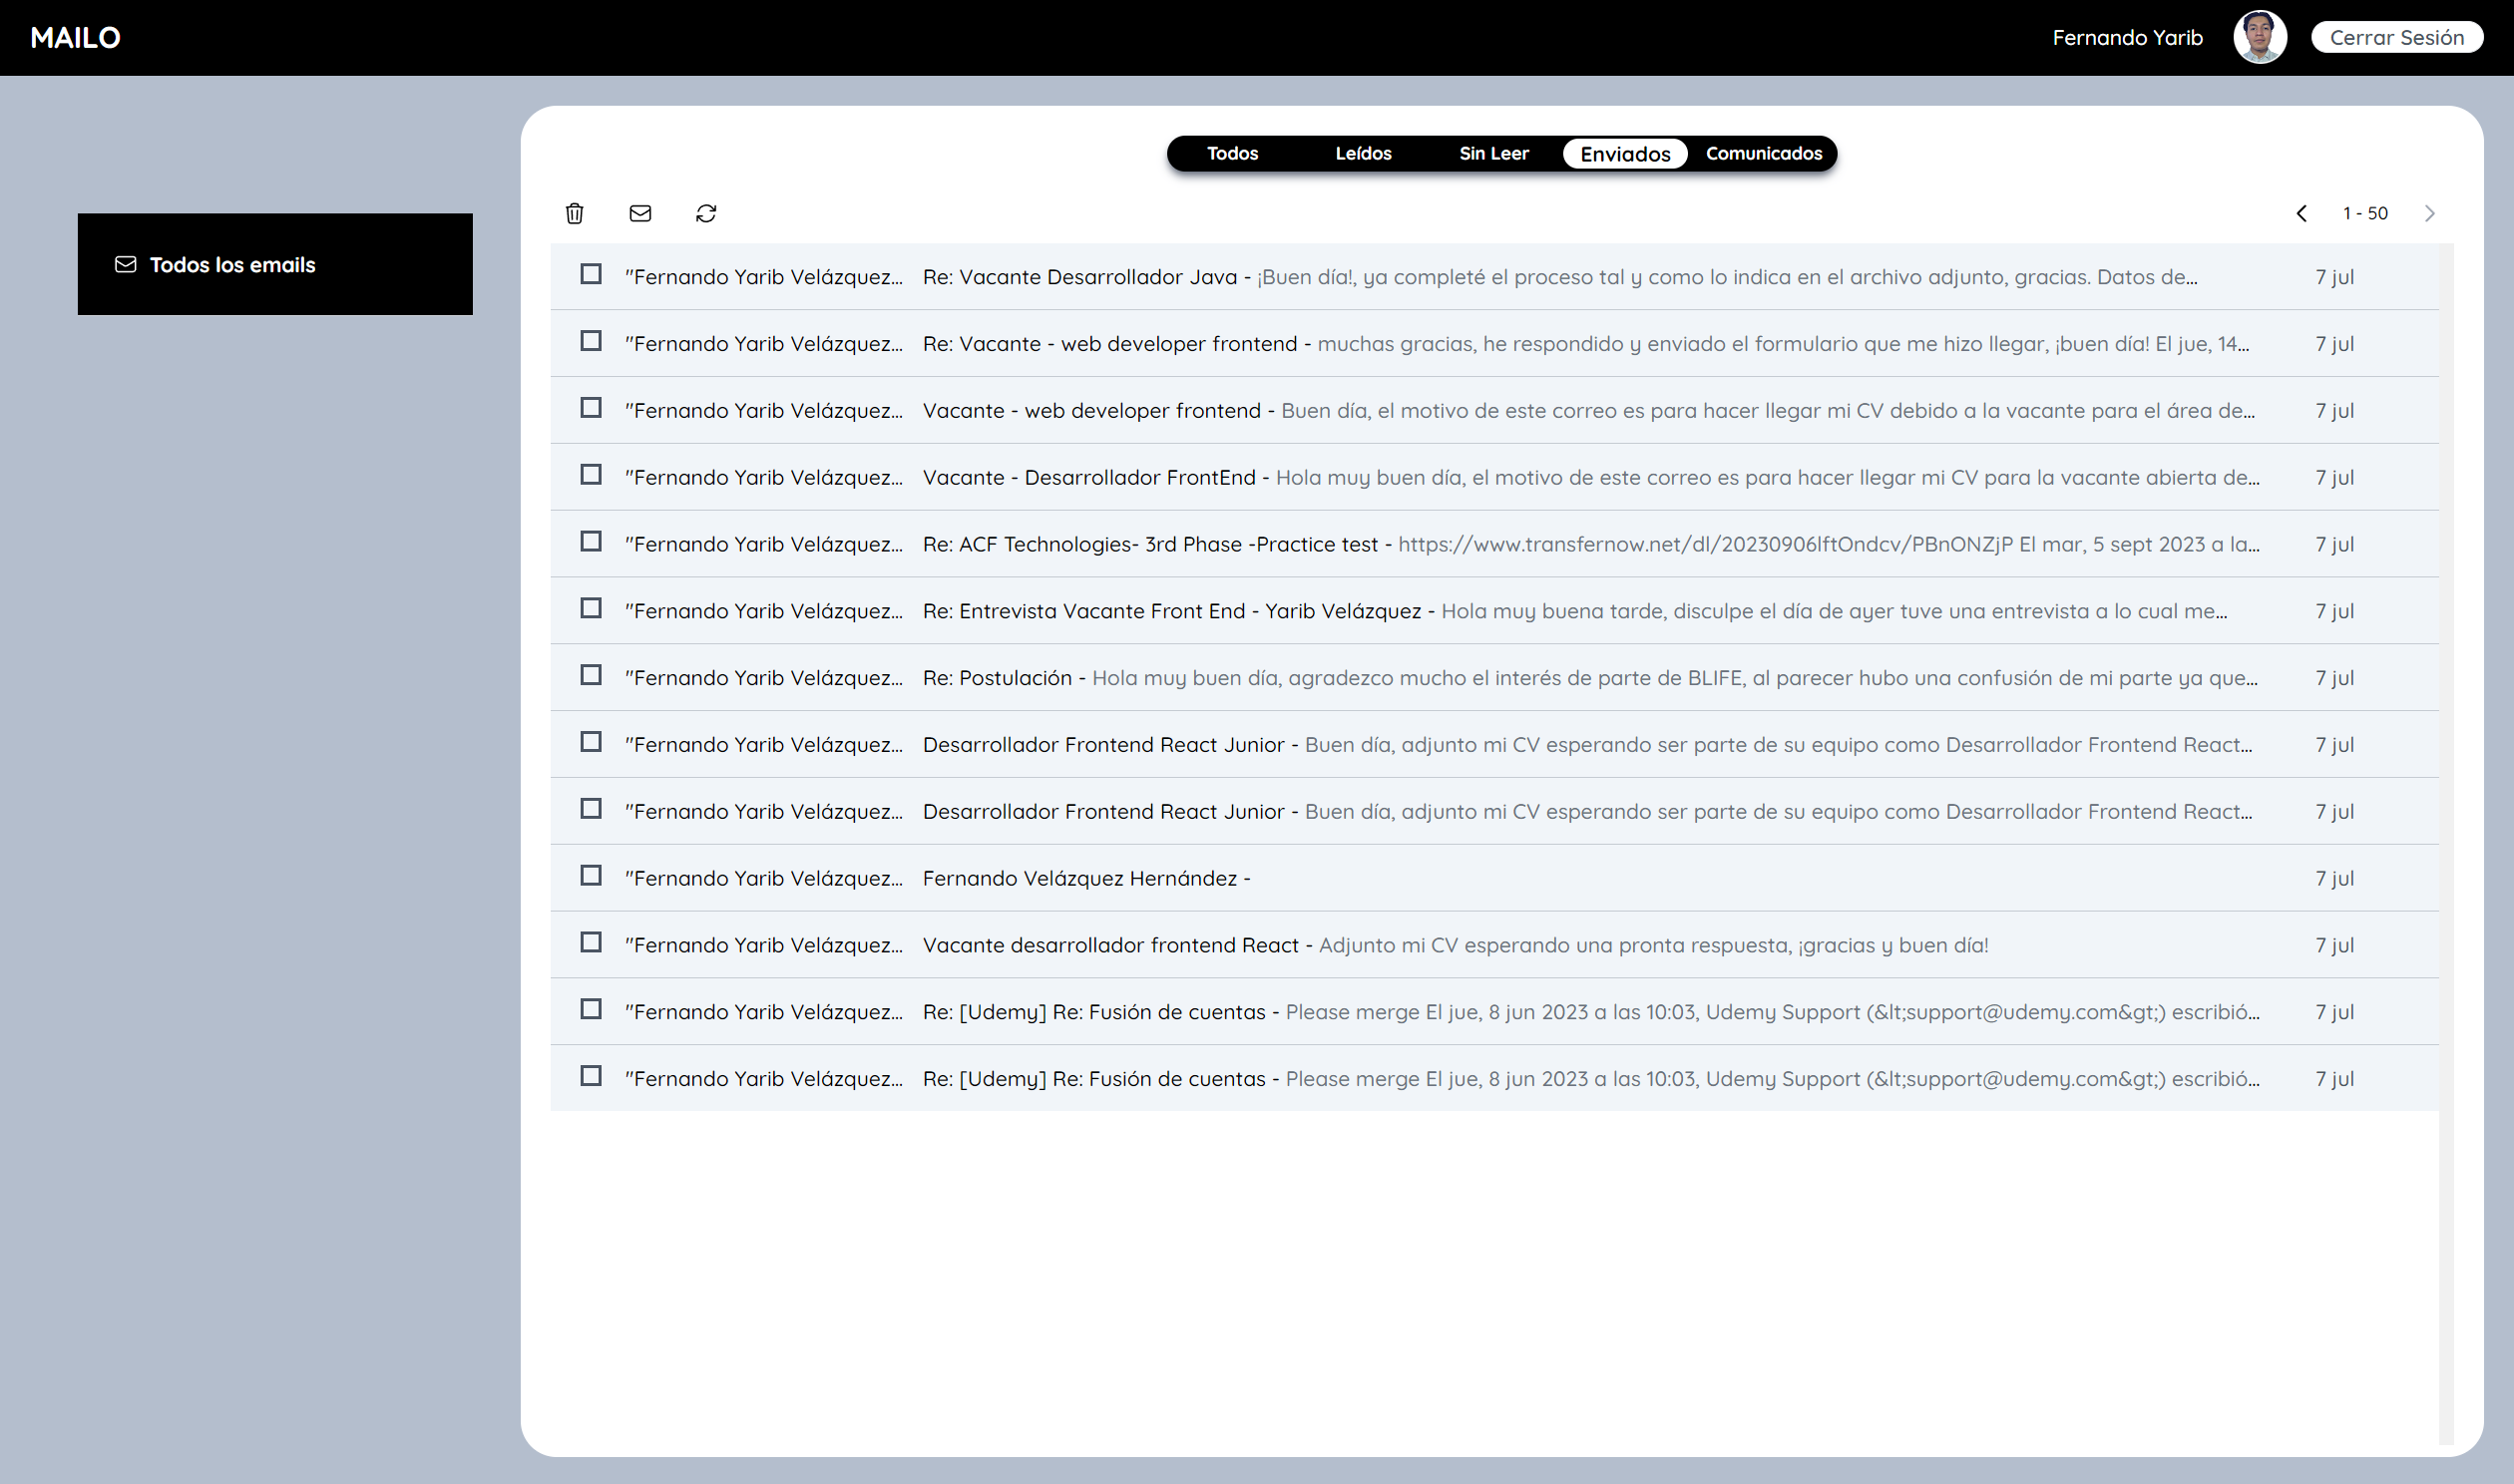 MAILO
Fernando Yarib
Cerrar Sesión
Todos Leídos Sin Leer Enviados Comunicados
1 - 50
Todos los emails
"Fernando Yarib Velázquez... Re: Vacante Desarrollador Java - ¡Buen día!, ya completé el proceso tal y como lo indica en el archivo adjunto, gracias. Datos de... 7 jul
"Fernando Yarib Velázquez... Re: Vacante - web developer frontend - muchas gracias, he respondido y enviado el formulario que me hizo llegar, ¡buen día! El jue, 14... 7 jul
"Fernando Yarib Velázquez... Vacante - web developer frontend - Buen día, el motivo de este correo es para hacer llegar mi CV debido a la vacante para el área de... 7 jul
"Fernando Yarib Velázquez... Vacante - Desarrollador FrontEnd - Hola muy buen día, el motivo de este correo es para hacer llegar mi CV para la vacante abierta de... 7 jul
"Fernando Yarib Velázquez... Re: ACF Technologies- 3rd Phase -Practice test - https://www.transfernow.net/dl/20230906IftOndcv/PBnONZjP El mar, 5 sept 2023 a la... 7 jul
"Fernando Yarib Velázquez... Re: Entrevista Vacante Front End - Yarib Velázquez - Hola muy buena tarde, disculpe el día de ayer tuve una entrevista a lo cual me... 7 jul
"Fernando Yarib Velázquez... Re: Postulación - Hola muy buen día, agradezco mucho el interés de parte de BLIFE, al parecer hubo una confusión de mi parte ya que... 7 jul
"Fernando Yarib Velázquez... Desarrollador Frontend React Junior - Buen día, adjunto mi CV esperando ser parte de su equipo como Desarrollador Frontend React... 7 jul
"Fernando Yarib Velázquez... Desarrollador Frontend React Junior - Buen día, adjunto mi CV esperando ser parte de su equipo como Desarrollador Frontend React... 7 jul
"Fernando Yarib Velázquez... Fernando Velázquez Hernández - 7 jul
"Fernando Yarib Velázquez... Vacante desarrollador frontend React - Adjunto mi CV esperando una pronta respuesta, ¡gracias y buen día! 7 jul
"Fernando Yarib Velázquez... Re: [Udemy] Re: Fusión de cuentas - Please merge El jue, 8 jun 2023 a las 10:03, Udemy Support (&lt;support@udemy.com&gt;) escribió... 7 jul
"Fernando Yarib Velázquez... Re: [Udemy] Re: Fusión de cuentas - Please merge El jue, 8 jun 2023 a las 10:03, Udemy Support (&lt;support@udemy.com&gt;) escribió... 7 jul